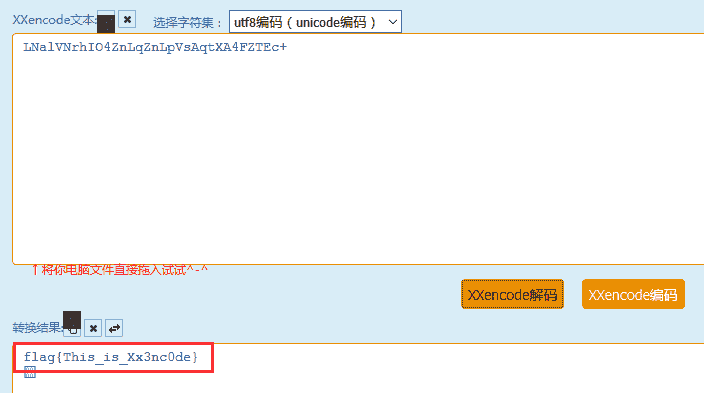 XXencode文本: 选择字符集： utf8编码（unicode编码）
LNalVNrhIO4ZnLqZnLpVsAqtXA4FZTEc+
↑将你电脑文件直接拖入试试^-^
XXencode解码 XXencode编码
转换结果:
flag{This_is_Xx3nc0de}